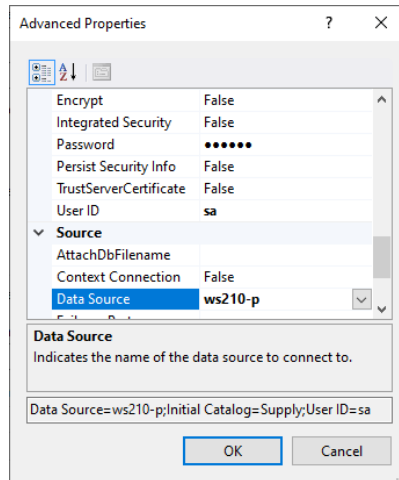 Advanced Properties ? ×
Encrypt False
Integrated Security False
Password ●●●●●●
Persist Security Info False
TrustServerCertificate False
User ID sa
Source
AttachDbFilename
Context Connection False
Data Source ws210-p
Data Source
Indicates the name of the data source to connect to.
Data Source=ws210-p;Initial Catalog=Supply;User ID=sa
OK Cancel